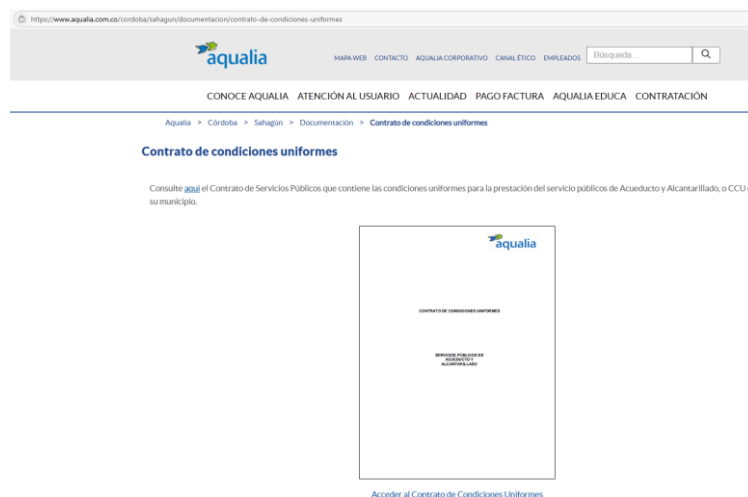 https://www.aqualia.com.co/cordoba/sahagun/documentacion/contrato-de-condiciones-uniformes
aqualia
MAPA WEB CONTACTO AQUALIA CORPORATIVO CANAL ÉTICO EMPLEADOS Búsqueda...
CONOCE AQUALIA ATENCIÓN AL USUARIO ACTUALIDAD PAGO FACTURA AQUALIA EDUCA CONTRATACIÓN
Aqualia > Córdoba > Sahagún > Documentación > Contrato de condiciones uniformes
Contrato de condiciones uniformes
Consulte aquí el Contrato de Servicios Públicos que contiene las condiciones uniformes para la prestación del servicio públicos de Acueducto y Alcantarillado, o CCU
su municipio.
aqualia
CONTRATO DE CONDICIONES UNIFORMES
SERVICIOS PÚBLICOS DE
ACUEDUCTO Y
ALCANTARILLADO
Acceder al Contrato de Condiciones Uniformes